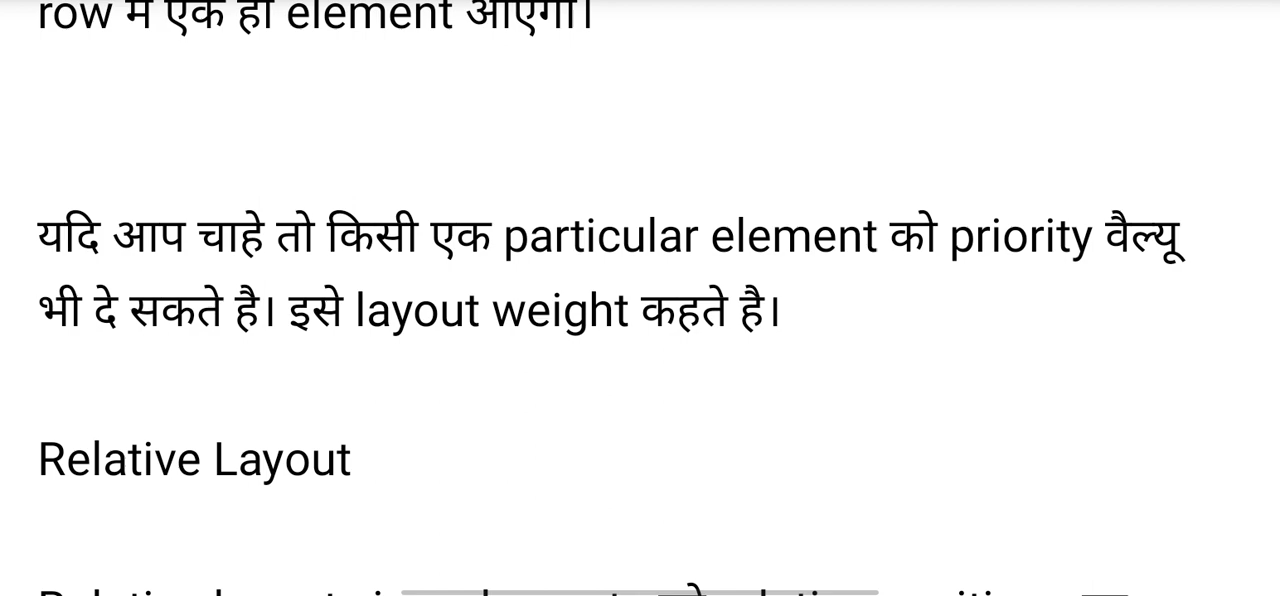 row में एक ही element आएगा।
यदि आप चाहे तो किसी एक particular element को priority वैल्यू
भी दे सकते है। इसे layout weight कहते है।
Relative Layout